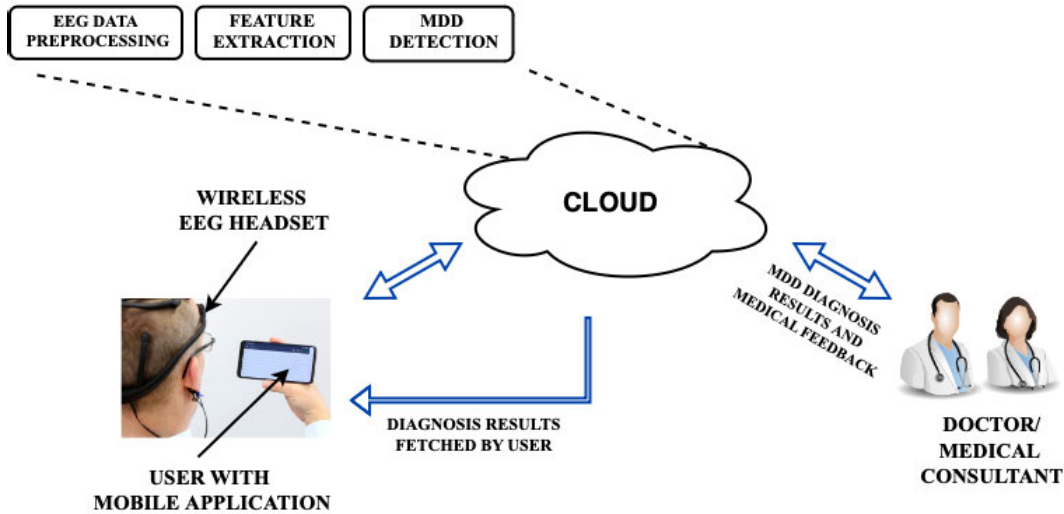 EEG DATA
PREPROCESSING
FEATURE
EXTRACTION
MDD
DETECTION
CLOUD
WIRELESS
EEG HEADSET
MDD DIAGNOSIS
RESULTS AND
MEDICAL FEEDBACK
DIAGNOSIS RESULTS
FETCHED BY USER
USER WITH
MOBILE APPLICATION
DOCTOR/
MEDICAL
CONSULTANT